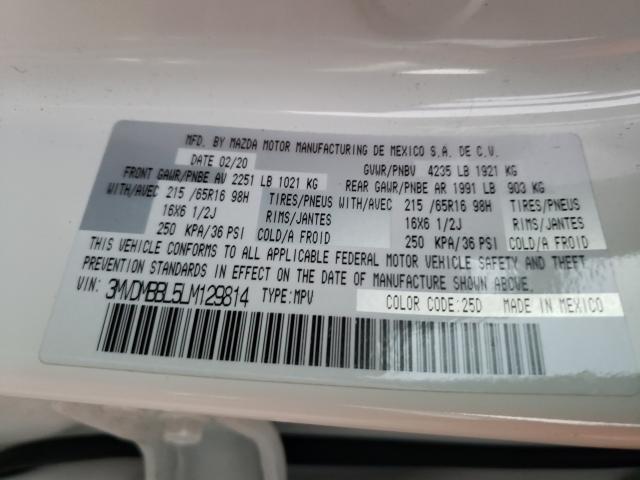 MFD. BY MAZDA MOTOR MANUFACTURING DE MEXICO S.A. DE C.V.
DATE 02/20 GVWR/PNBV 4235 LB 1921 KG
FRONT GAWR/PNBE AV 2251 LB 1021 KG REAR GAWR/PNBE AR 1991 LB 903 KG
WITH/AVEC 215 /65R16 98H TIRES/PNEUS WITH/AVEC 215 /65R16 98H TIRES/PNEUS
16X6 1/2J RIMS/JANTES 16X6 1/2J RIMS/JANTES
250 KPA/36 PSI COLD/A FROID 250 KPA/36 PSI COLD/A FROID
THIS VEHICLE CONFORMS TO ALL APPLICABLE FEDERAL MOTOR VEHICLE SAFETY AND THEFT
PREVENTION STANDARDS IN EFFECT ON THE DATE OF MANUFACTURE SHOWN ABOVE.
VIN: 3MVDMBBL5LM129814 TYPE:MPV COLOR CODE:25D MADE IN MEXICO